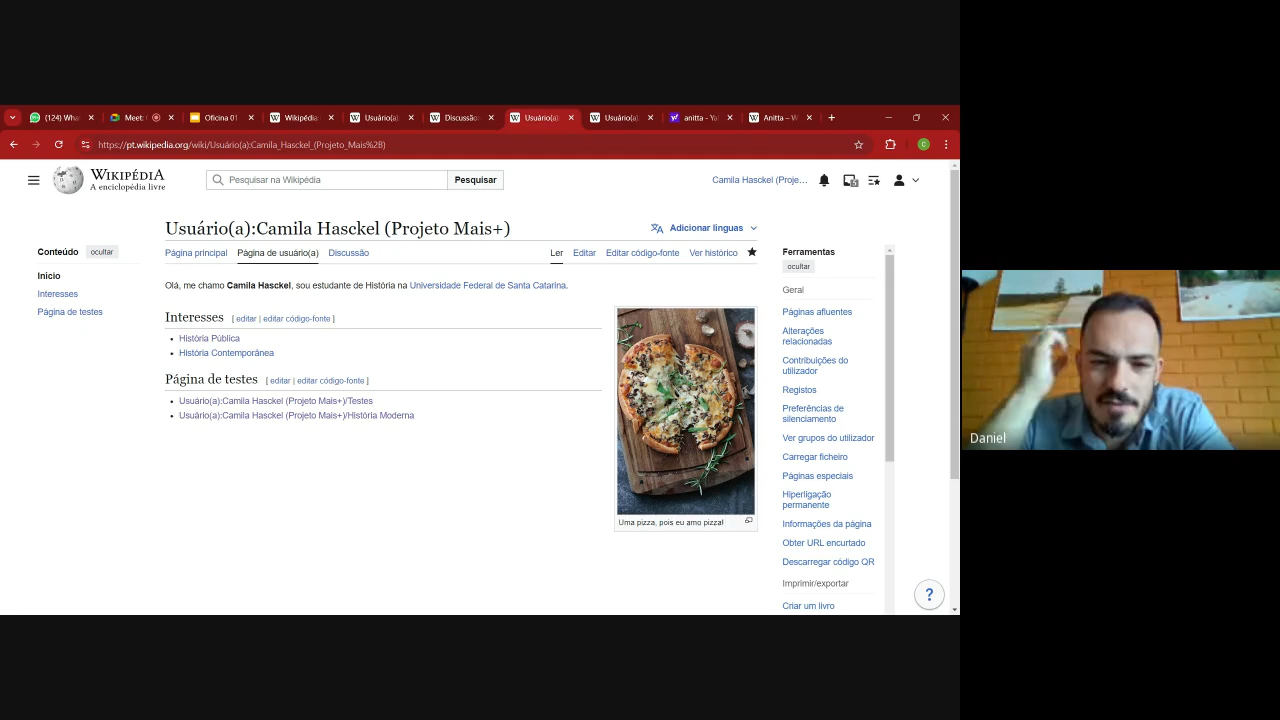 (124) Wha
Meet:
Oficina 01
Wikipédia
Usuário(a)
Discussão
Usuário(a)
Usuário(a)
anitta - Ya
Anitta – W
https://pt.wikipedia.org/wiki/Usuário(a):Camila_Hasckel_(Projeto_Mais%2B)
WIKIPÉDIA
A enciclopédia livre
Pesquisar na Wikipédia
Pesquisar
Camila Hasckel (Proje…
Usuário(a):Camila Hasckel (Projeto Mais+)
Adicionar línguas
Conteúdo
ocultar
Início
Interesses
Página de testes
Página principal
Página de usuário(a)
Discussão
Ler
Editar
Editar código-fonte
Ver histórico
Olá, me chamo Camila Hasckel, sou estudante de História na Universidade Federal de Santa Catarina.
Interesses [ editar | editar código-fonte ]
História Pública
História Contemporânea
Página de testes [ editar | editar código-fonte ]
Usuário(a):Camila Hasckel (Projeto Mais+)/Testes
Usuário(a):Camila Hasckel (Projeto Mais+)/História Moderna
Uma pizza, pois eu amo pizza!
Ferramentas
ocultar
Geral
Páginas afluentes
Alterações
relacionadas
Contribuições do
utilizador
Registos
Preferências de
silenciamento
Ver grupos do utilizador
Carregar ficheiro
Páginas especiais
Hiperligação
permanente
Informações da página
Obter URL encurtado
Descarregar código QR
Imprimir/exportar
Criar um livro
?
Daniel